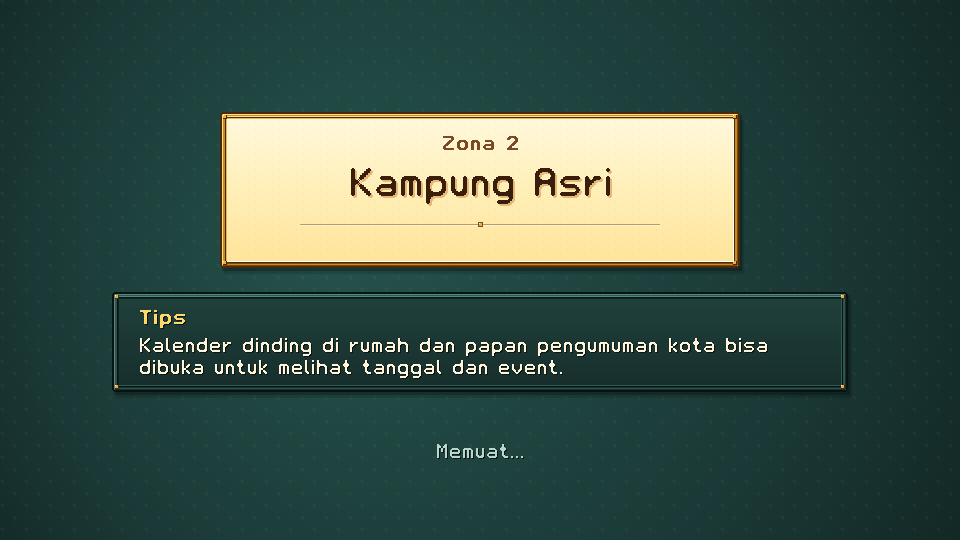 Zona 2
Kampung Asri
Tips
Kalender dinding di rumah dan papan pengumuman kota bisa
dibuka untuk melihat tanggal dan event.
Memuat...